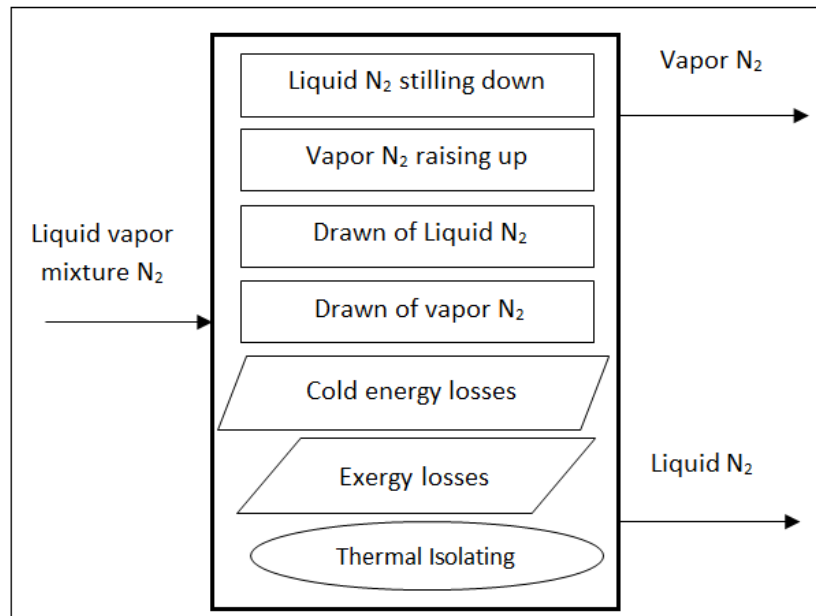 Liquid vapor
mixture N₂
Liquid N₂ stilling down
Vapor N₂ raising up
Drawn of Liquid N₂
Drawn of vapor N₂
Cold energy losses
Exergy losses
Thermal Isolating
Vapor N₂
Liquid N₂